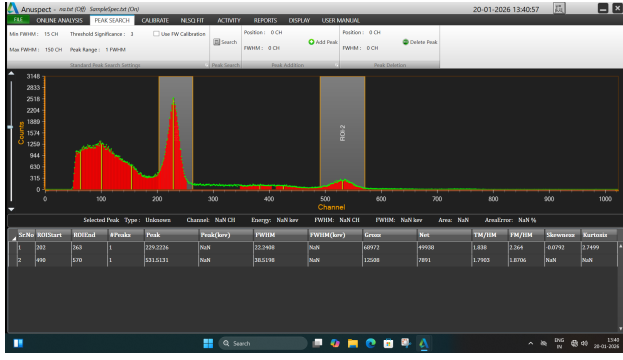 Anuspect - na.txt (Off) SampleSpec.txt (On) 20-01-2026 13:40:57
FILE ONLINE ANALYSIS PEAK SEARCH CALIBRATE NLSQ FIT ACTIVITY REPORTS DISPLAY USER MANUAL
Min FWHM : 15 CH Threshold Significance : 3 Use FW Calibration
Max FWHM : 150 CH Peak Range : 1 FWHM
Search
Position : 0 CH
FWHM : 0 CH
Add Peak
Position : 0 CH
FWHM : 0 CH
Delete Peak
Standard Peak Search Settings Peak Search Peak Addition Peak Deletion
3148
2833
2518
2204
1889
1574
1259
944
630
315
0
Counts
ROI-2
0 100 200 300 400 500 600 700 800 900 1000
Channel
Selected Peak Type : Unknown Channel: NaN CH Energy: NaN kev FWHM: NaN CH FWHM: NaN kev Area: NaN AreaError: NaN %
Sr.No ROIStart ROIEnd #Peaks Peak Peak(kev) FWHM FWHM(kev) Gross Net TM/HM FM/HM Skewness Kurtosis
1 202 263 1 229.2226 NaN 22.2408 NaN 68972 49938 1.838 2.264 -0.0792 2.7499
2 490 570 1 531.5131 NaN 38.5198 NaN 12508 7891 1.7903 1.8706 NaN NaN
Search
ENG
IN
13:40
20-01-2026